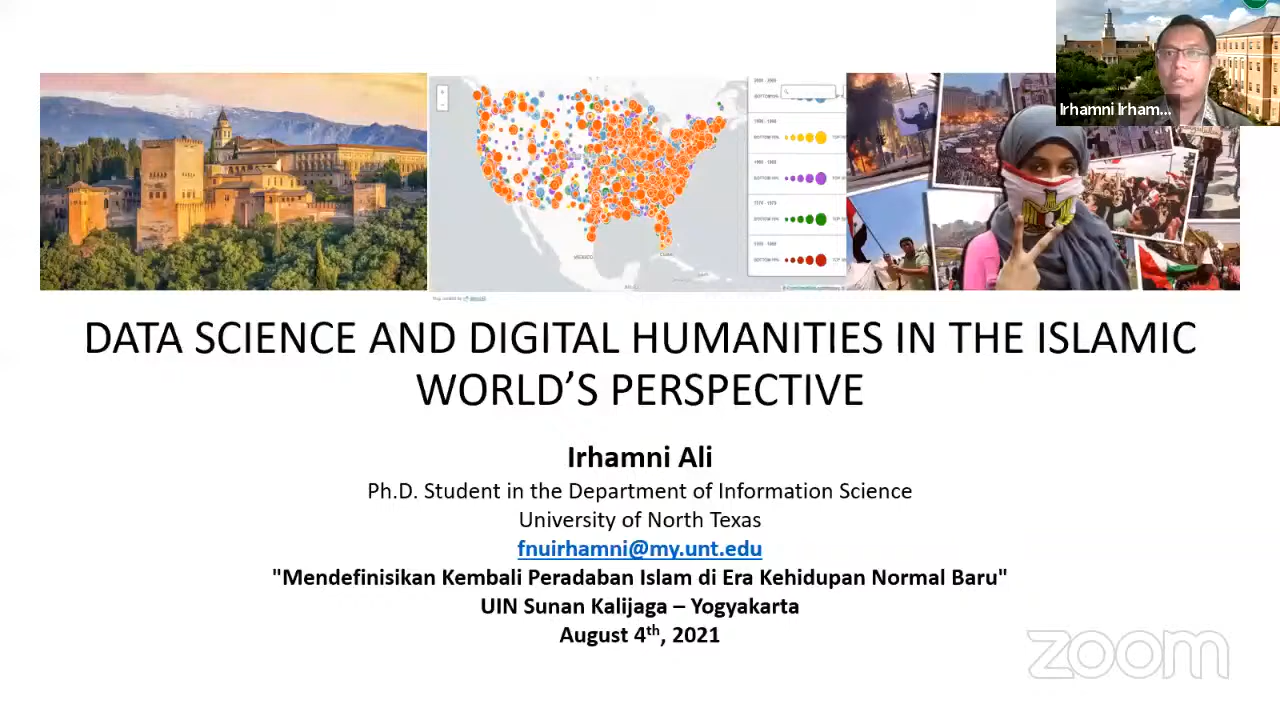 Irhamni Irham...
MEXICO
DATA SCIENCE AND DIGITAL HUMANITIES IN THE ISLAMIC
WORLD’S PERSPECTIVE
Irhamni Ali
Ph.D. Student in the Department of Information Science
University of North Texas
fnuirhamni@my.unt.edu
"Mendefinisikan Kembali Peradaban Islam di Era Kehidupan Normal Baru"
UIN Sunan Kalijaga – Yogyakarta
August 4th, 2021
zoom